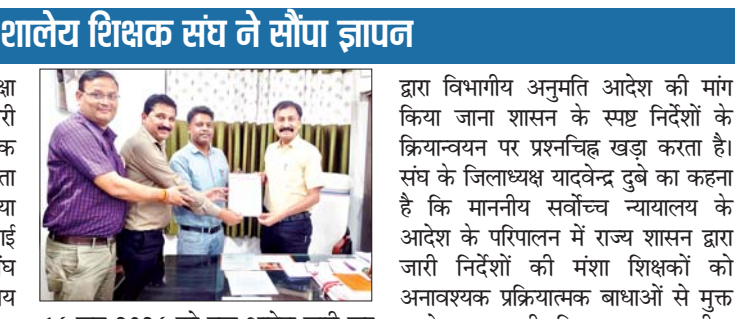 शालेय शिक्षक संघ ने सौंपा ज्ञापन
द्वारा विभागीय अनुमति आदेश की मांग
किया जाना शासन के स्पष्ट निर्देशों के
क्रियान्वयन पर प्रश्नचिह्न खड़ा करता है।
संघ के जिलाध्यक्ष यादवेन्द्र दुबे का कहना
है कि माननीय सर्वोच्च न्यायालय के
आदेश के परिपालन में राज्य शासन द्वारा
जारी निर्देशों की मंशा शिक्षकों को
अनावश्यक प्रक्रियात्मक बाधाओं से मुक्त